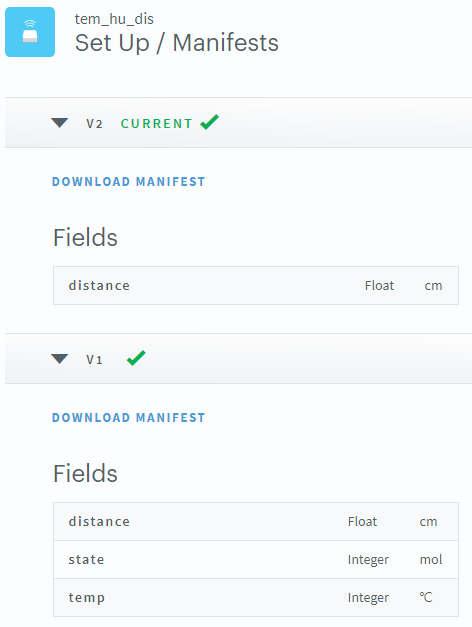 tem_hu_dis
Set Up / Manifests
V2 CURRENT
DOWNLOAD MANIFEST
Fields
distance Float cm
V1
DOWNLOAD MANIFEST
Fields
distance Float cm
state Integer mol
temp Integer °C